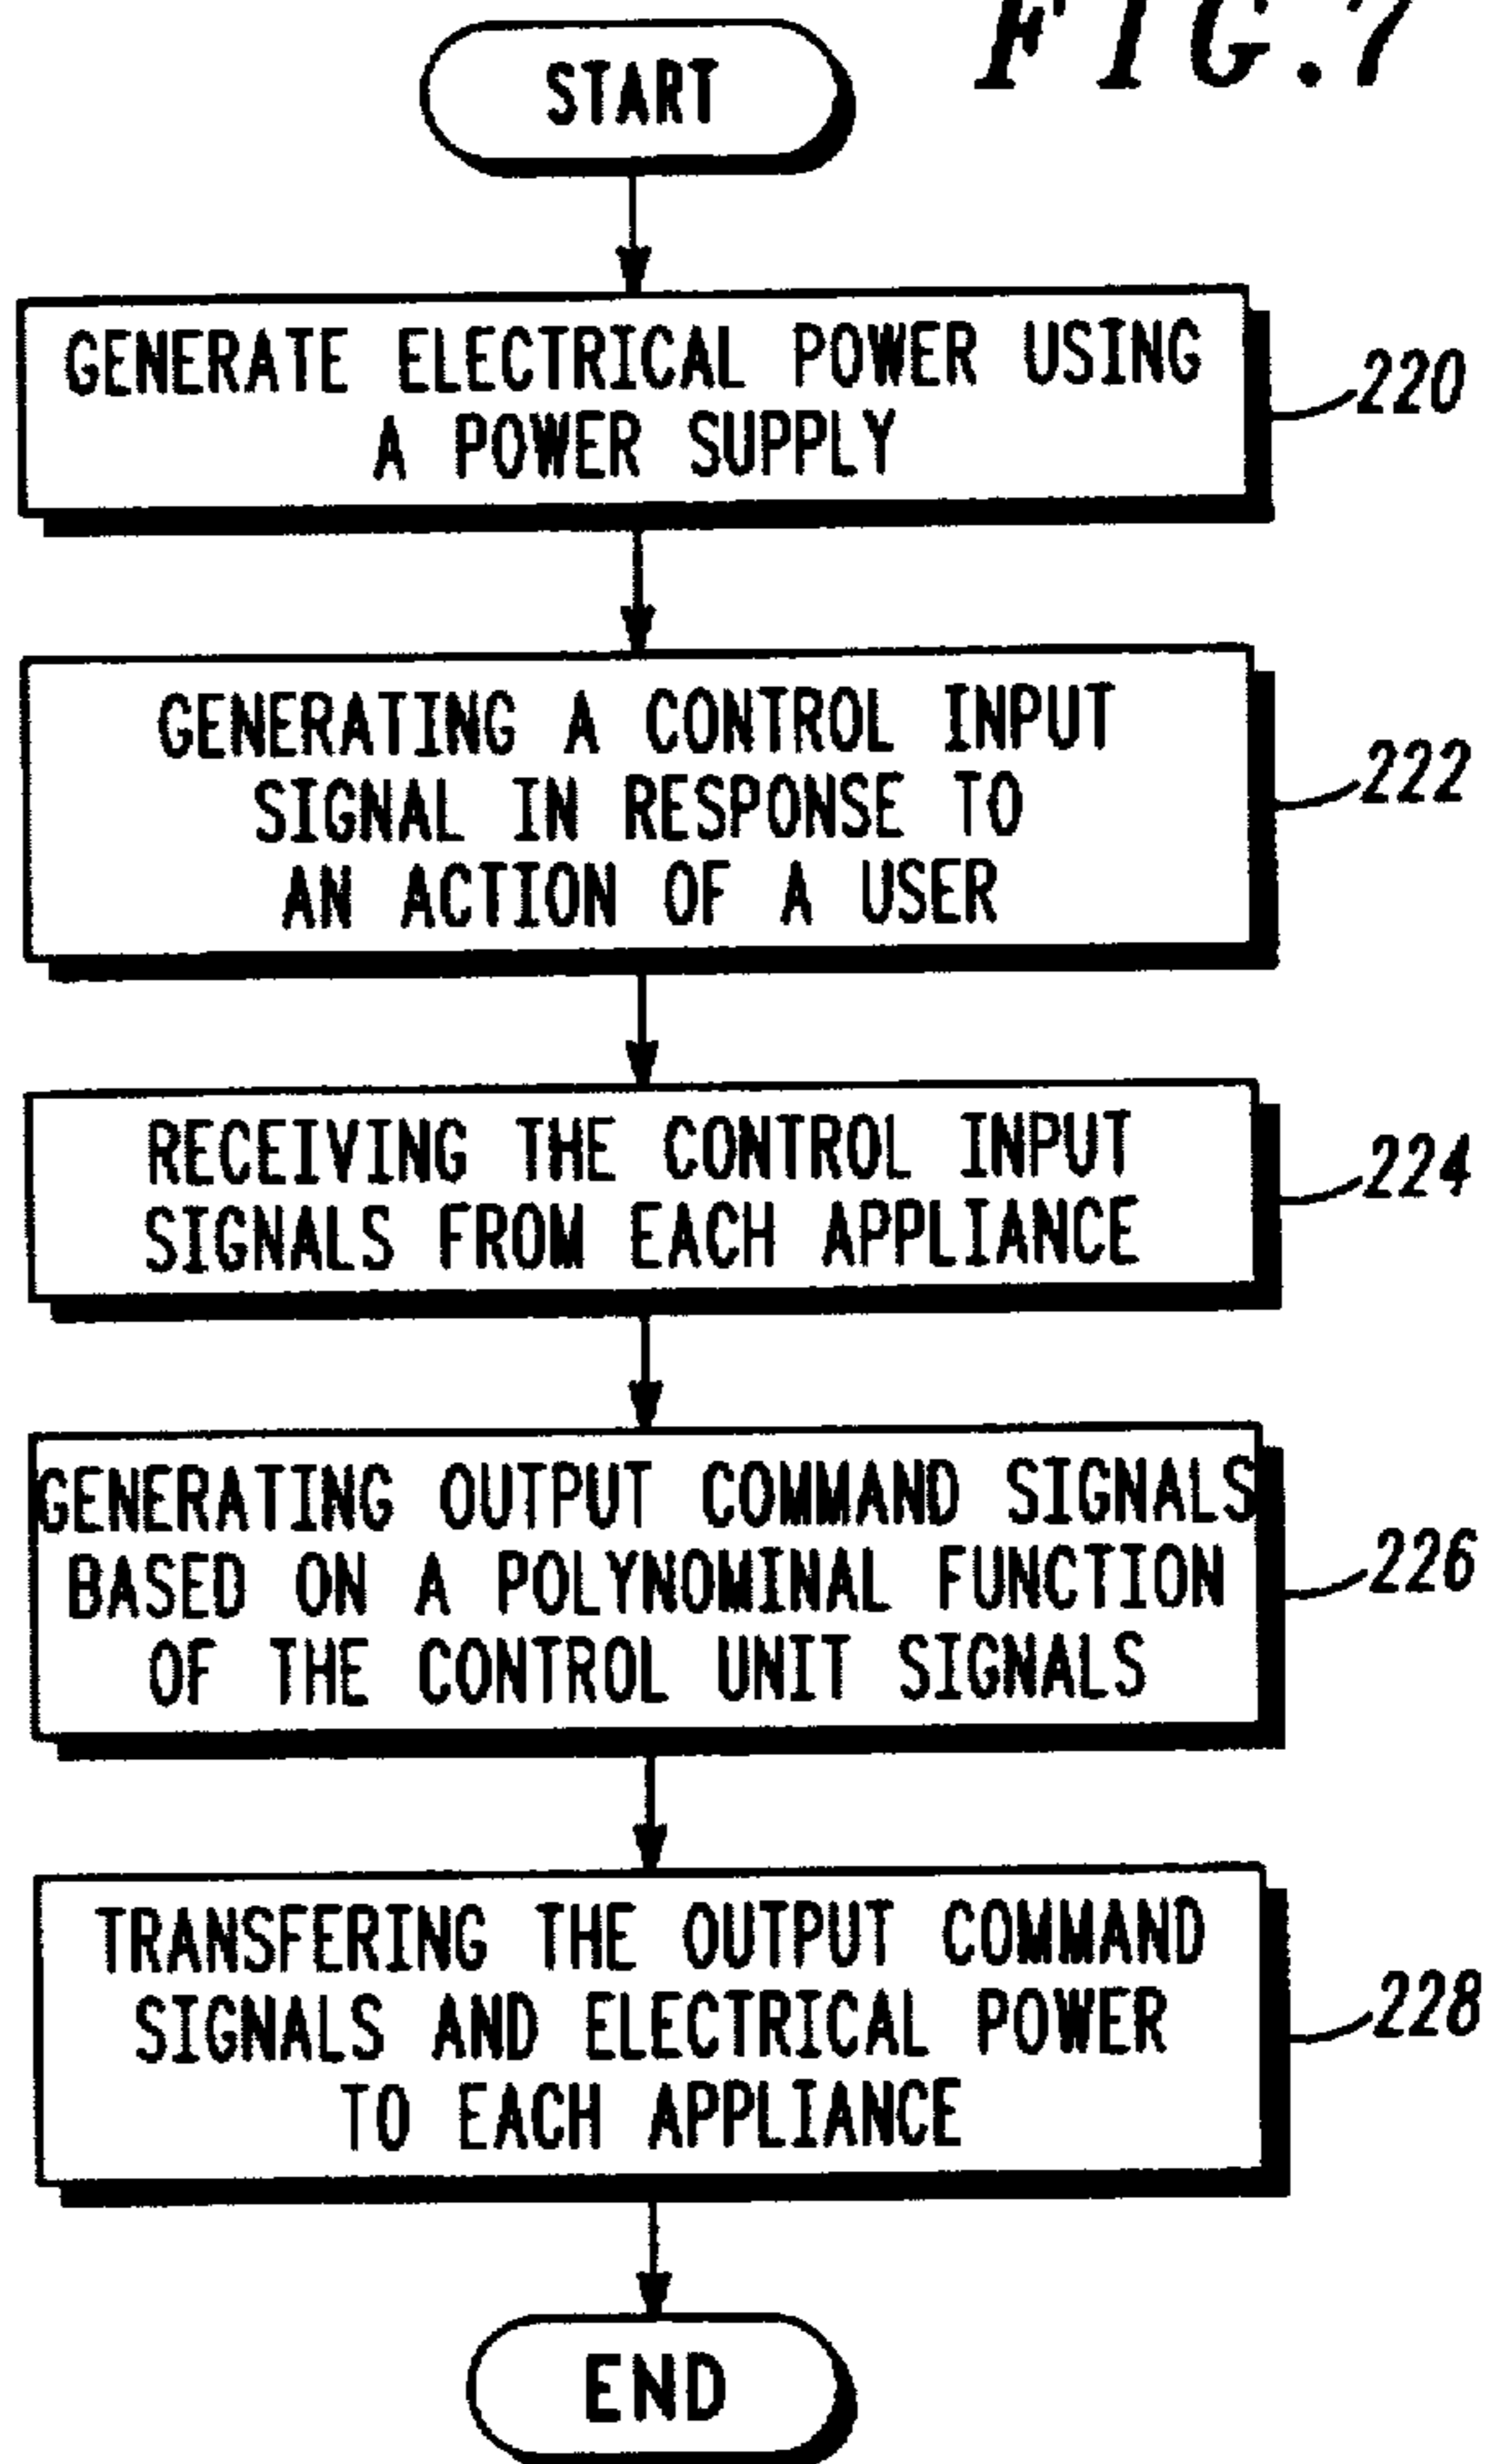 FIG.7
START
GENERATE ELECTRICAL POWER USING
A POWER SUPPLY
220
GENERATING A CONTROL INPUT
SIGNAL IN RESPONSE TO
AN ACTION OF A USER
222
RECEIVING THE CONTROL INPUT
SIGNALS FROM EACH APPLIANCE
224
GENERATING OUTPUT COMMAND SIGNALS
BASED ON A POLYNOMINAL FUNCTION
OF THE CONTROL UNIT SIGNALS
226
TRANSFERING THE OUTPUT COMMAND
SIGNALS AND ELECTRICAL POWER
TO EACH APPLIANCE
228
END